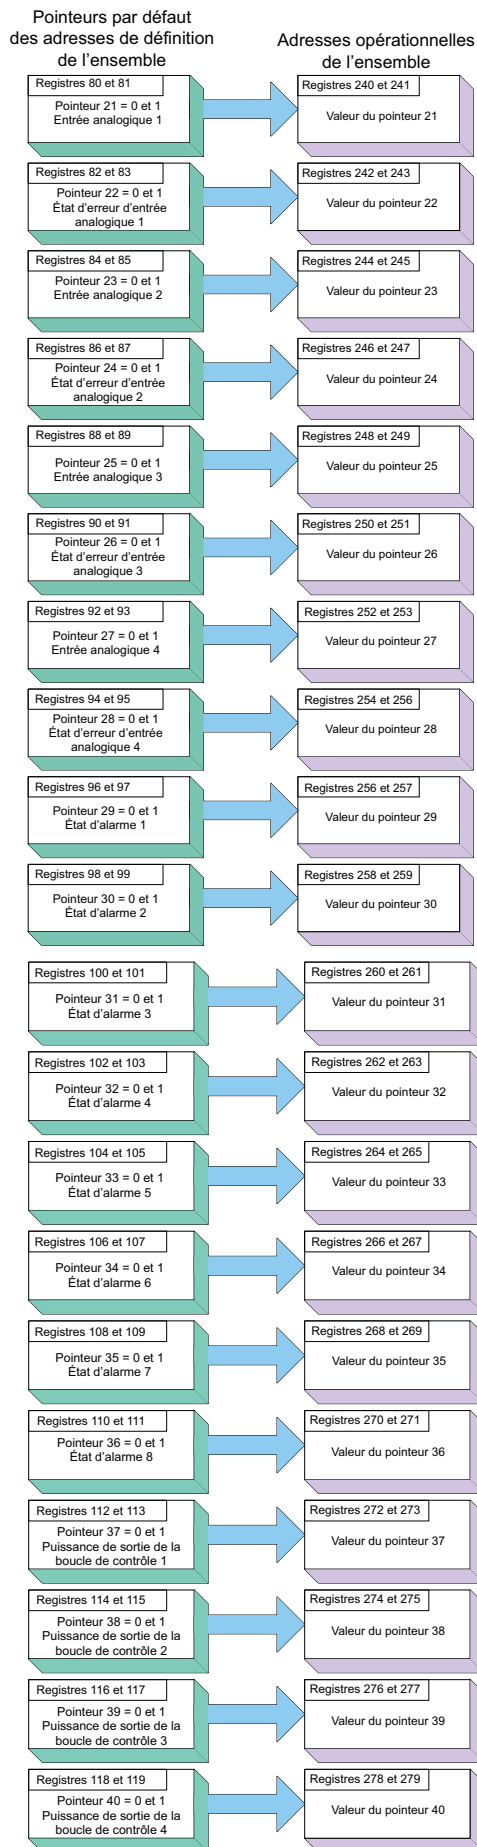 Pointeurs par défaut
des adresses de définition
de l'ensemble
Adresses opérationnelles
de l'ensemble
Registres 80 et 81
Pointeur 21 = 0 et 1
Entrée analogique 1
Registres 240 et 241
Valeur du pointeur 21
Registres 82 et 83
Pointeur 22 = 0 et 1
État d'erreur d'entrée
analogique 1
Registres 242 et 243
Valeur du pointeur 22
Registres 84 et 85
Pointeur 23 = 0 et 1
Entrée analogique 2
Registres 244 et 245
Valeur du pointeur 23
Registres 86 et 87
Pointeur 24 = 0 et 1
État d'erreur d'entrée
analogique 2
Registres 246 et 247
Valeur du pointeur 24
Registres 88 et 89
Pointeur 25 = 0 et 1
Entrée analogique 3
Registres 248 et 249
Valeur du pointeur 25
Registres 90 et 91
Pointeur 26 = 0 et 1
État d'erreur d'entrée
analogique 3
Registres 250 et 251
Valeur du pointeur 26
Registres 92 et 93
Pointeur 27 = 0 et 1
Entrée analogique 4
Registres 252 et 253
Valeur du pointeur 27
Registres 94 et 95
Pointeur 28 = 0 et 1
État d'erreur d'entrée
analogique 4
Registres 254 et 256
Valeur du pointeur 28
Registres 96 et 97
Pointeur 29 = 0 et 1
État d'alarme 1
Registres 256 et 257
Valeur du pointeur 29
Registres 98 et 99
Pointeur 30 = 0 et 1
État d'alarme 2
Registres 258 et 259
Valeur du pointeur 30
Registres 100 et 101
Pointeur 31 = 0 et 1
État d'alarme 3
Registres 260 et 261
Valeur du pointeur 31
Registres 102 et 103
Pointeur 32 = 0 et 1
État d'alarme 4
Registres 262 et 263
Valeur du pointeur 32
Registres 104 et 105
Pointeur 33 = 0 et 1
État d'alarme 5
Registres 264 et 265
Valeur du pointeur 33
Registres 106 et 107
Pointeur 34 = 0 et 1
État d'alarme 6
Registres 266 et 267
Valeur du pointeur 34
Registres 108 et 109
Pointeur 35 = 0 et 1
État d'alarme 7
Registres 268 et 269
Valeur du pointeur 35
Registres 110 et 111
Pointeur 36 = 0 et 1
État d'alarme 8
Registres 270 et 271
Valeur du pointeur 36
Registres 112 et 113
Pointeur 37 = 0 et 1
Puissance de sortie de la
boucle de contrôle 1
Registres 272 et 273
Valeur du pointeur 37
Registres 114 et 115
Pointeur 38 = 0 et 1
Puissance de sortie de la
boucle de contrôle 2
Registres 274 et 275
Valeur du pointeur 38
Registres 116 et 117
Pointeur 39 = 0 et 1
Puissance de sortie de la
boucle de contrôle 3
Registres 276 et 277
Valeur du pointeur 39
Registres 118 et 119
Pointeur 40 = 0 et 1
Puissance de sortie de la
boucle de contrôle 4
Registres 278 et 279
Valeur du pointeur 40